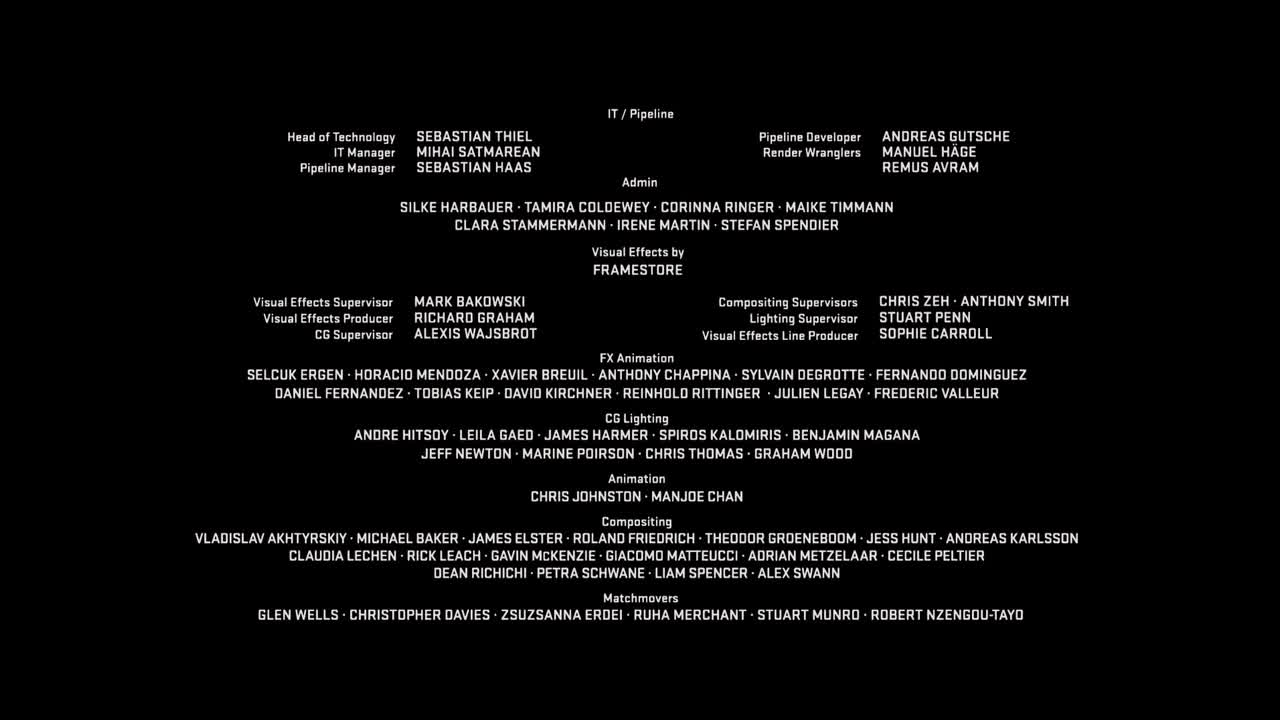 IT / Pipeline
Head of Technology SEBASTIAN THIEL Pipeline Developer ANDREAS GUTSCHE
IT Manager MIHAI SATMAREAN Render Wranglers MANUEL HÄGE
Pipeline Manager SEBASTIAN HAAS REMUS AVRAM
Admin
SILKE HARBAUER · TAMIRA COLDEWEY · CORINNA RINGER · MAIKE TIMMANN
CLARA STAMMERMANN · IRENE MARTIN · STEFAN SPENDIER
Visual Effects by
FRAMESTORE
Visual Effects Supervisor MARK BAKOWSKI Compositing Supervisors CHRIS ZEH · ANTHONY SMITH
Visual Effects Producer RICHARD GRAHAM Lighting Supervisor STUART PENN
CG Supervisor ALEXIS WAJSBROT Visual Effects Line Producer SOPHIE CARROLL
FX Animation
SELCUK ERGEN · HORACIO MENDOZA · XAVIER BREUIL · ANTHONY CHAPPINA · SYLVAIN DEGROTTE · FERNANDO DOMINGUEZ
DANIEL FERNANDEZ · TOBIAS KEIP · DAVID KIRCHNER · REINHOLD RITTINGER · JULIEN LEGAY · FREDERIC VALLEUR
CG Lighting
ANDRE HITSOY · LEILA GAED · JAMES HARMER · SPIROS KALOMIRIS · BENJAMIN MAGANA
JEFF NEWTON · MARINE POIRSON · CHRIS THOMAS · GRAHAM WOOD
Animation
CHRIS JOHNSTON · MANJOE CHAN
Compositing
VLADISLAV AKHTYRSKIY · MICHAEL BAKER · JAMES ELSTER · ROLAND FRIEDRICH · THEODOR GROENEBOOM · JESS HUNT · ANDREAS KARLSSON
CLAUDIA LECHEN · RICK LEACH · GAVIN McKENZIE · GIACOMO MATTEUCCI · ADRIAN METZELAAR · CECILE PELTIER
DEAN RICHICHI · PETRA SCHWANE · LIAM SPENCER · ALEX SWANN
Matchmovers
GLEN WELLS · CHRISTOPHER DAVIES · ZSUZSANNA ERDEI · RUHA MERCHANT · STUART MUNRO · ROBERT NZENGOU-TAYO